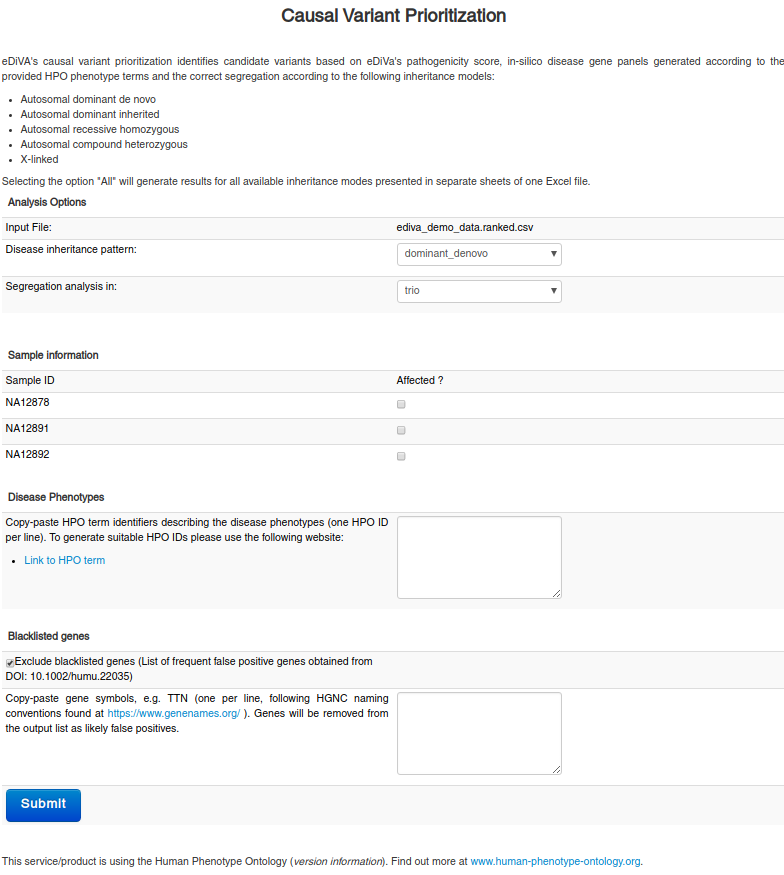 Causal Variant Prioritization
eDiVA's causal variant prioritization identifies candidate variants based on eDiVa's pathogenicity score, in-silico disease gene panels generated according to the
provided HPO phenotype terms and the correct segregation according to the following inheritance models:
• Autosomal dominant de novo
• Autosomal dominant inherited
• Autosomal recessive homozygous
• Autosomal compound heterozygous
• X-linked
Selecting the option "All" will generate results for all available inheritance modes presented in separate sheets of one Excel file.
Analysis Options
Input File: ediva_demo_data.ranked.csv
Disease inheritance pattern: dominant_denovo
Segregation analysis in: trio
Sample information
Sample ID Affected ?
NA12878
NA12891
NA12892
Disease Phenotypes
Copy-paste HPO term identifiers describing the disease phenotypes (one HPO ID
per line). To generate suitable HPO IDs please use the following website:
• Link to HPO term
Blacklisted genes
Exclude blacklisted genes (List of frequent false positive genes obtained from
DOI: 10.1002/humu.22035)
Copy-paste gene symbols, e.g. TTN (one per line, following HGNC naming
conventions found at https://www.genenames.org/ ). Genes will be removed from
the output list as likely false positives.
Submit
This service/product is using the Human Phenotype Ontology (version information). Find out more at www.human-phenotype-ontology.org.